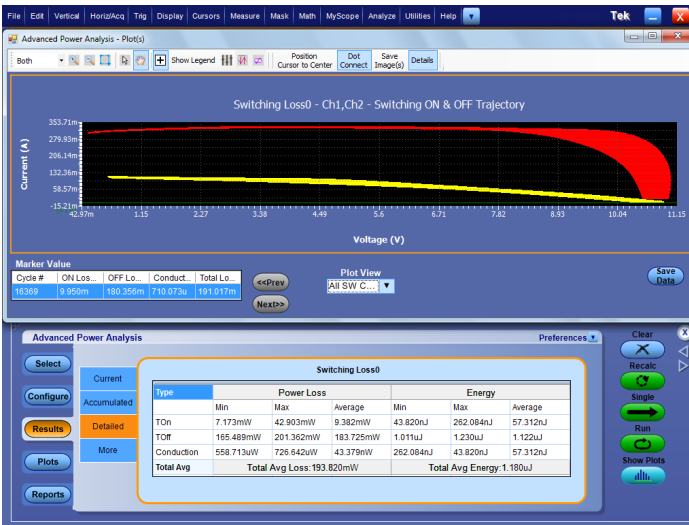 File Edit Vertical Horiz/Acq Trig Display Cursors Measure Mask Math MyScope Analyze Utilities Help Tek
Advanced Power Analysis - Plot(s)
Both Show Legend Position Cursor to Center Dot Connect Save Image(s) Details
Switching Loss0 - Ch1,Ch2 - Switching ON & OFF Trajectory
Current (A)
353.71m
279.93m
206.14m
132.36m
58.57m
-15.21m
42.97m 1.15 2.27 3.38 4.49 5.6 6.71 7.82 8.93 10.04 11.15
Voltage (V)
Marker Value
Cycle # ON Los... OFF Lo... Conduct... Total Lo...
16369 9.950m 180.356m 710.073u 191.017m
<<Prev
Next>>
Plot View
All SW C...
Save Data
Advanced Power Analysis Preferences
Select
Configure
Results
Plots
Reports
Current
Accumulated
Detailed
More
Switching Loss0
Type Power Loss Energy
Min Max Average Min Max Average
TOn 7.173mW 42.903mW 9.382mW 43.820nJ 262.084nJ 57.312nJ
TOff 165.489mW 201.362mW 183.725mW 1.011uJ 1.230uJ 1.122uJ
Conduction 558.713uW 726.642uW 43.379nW 262.084nJ 43.820nJ 57.312nJ
Total Avg Total Avg Loss:193.820mW Total Avg Energy:1.180uJ
Clear
Recalc
Single
Run
Show Plots